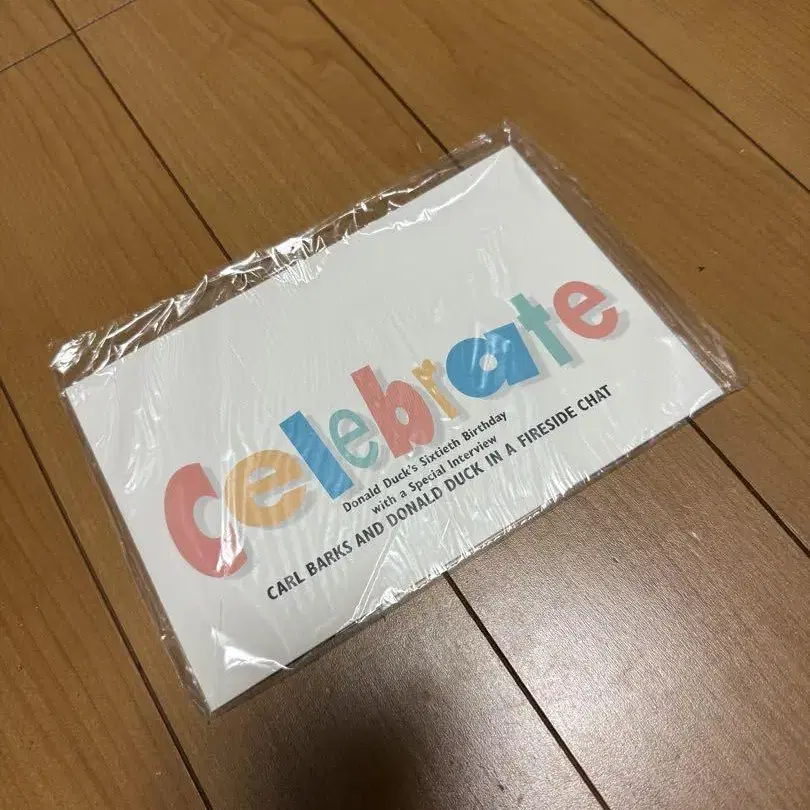 Celebrate
Donald Duck's Sixtieth Birthday
with a Special Interview
CARL BARKS AND DONALD DUCK IN A FIRESIDE CHAT